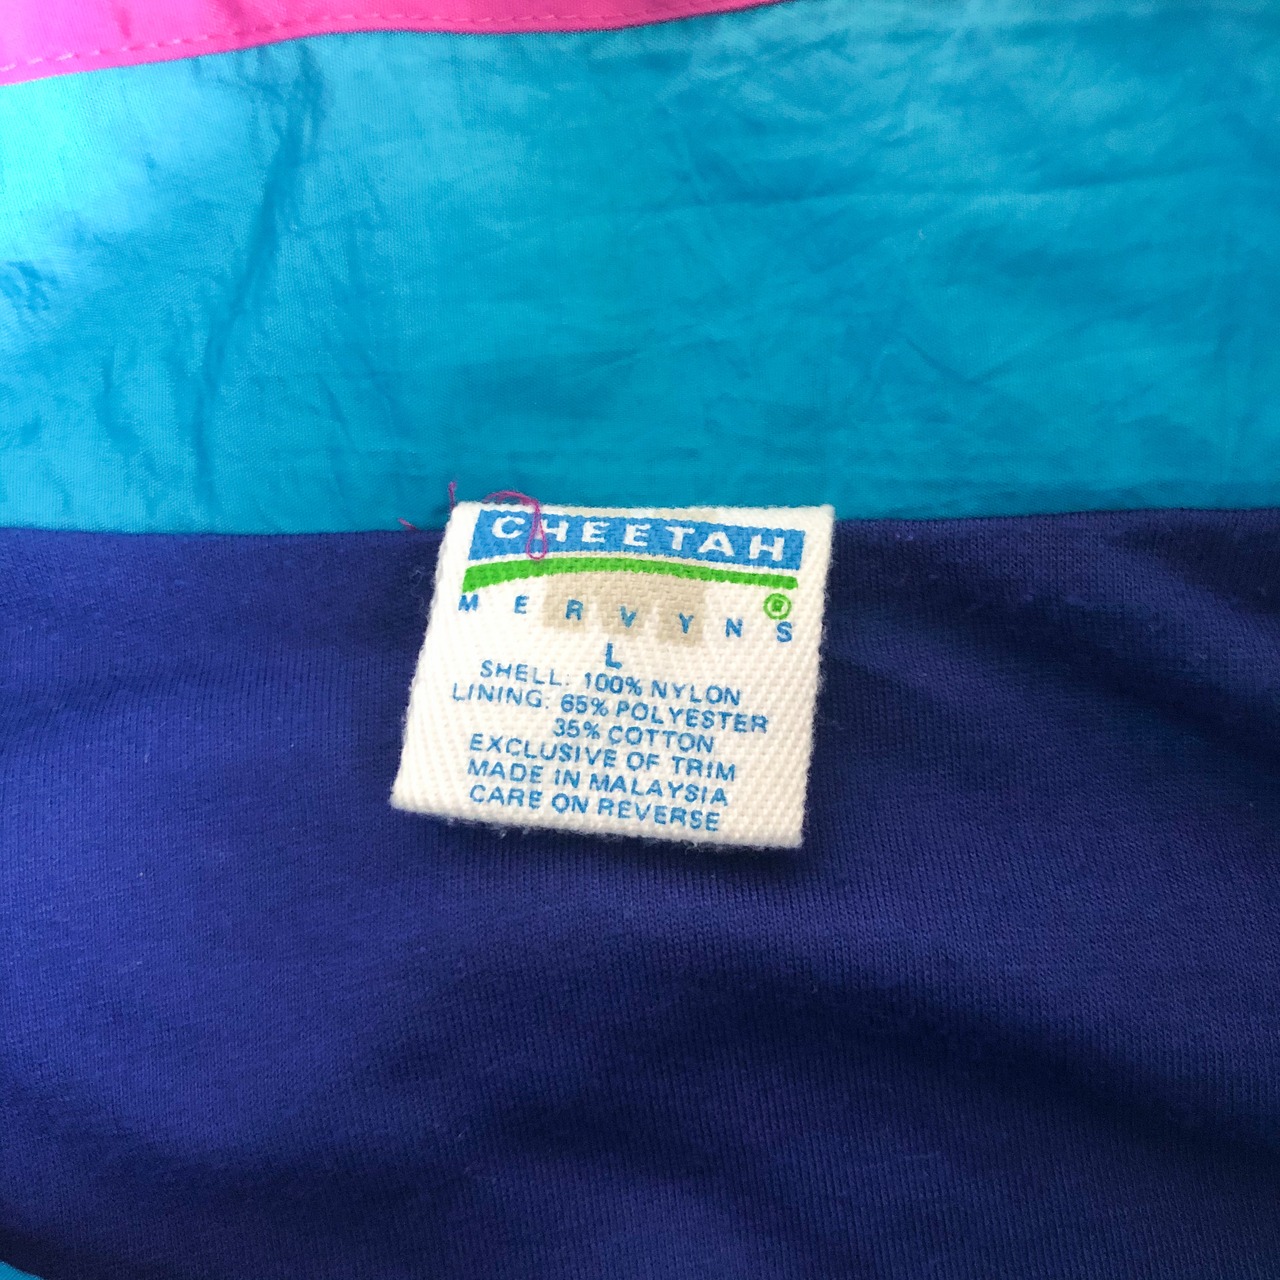 CHEETAH
®
MERVYNS
L
SHELL: 100% NYLON
LINING: 65% POLYESTER
35% COTTON
EXCLUSIVE OF TRIM
MADE IN MALAYSIA
CARE ON REVERSE